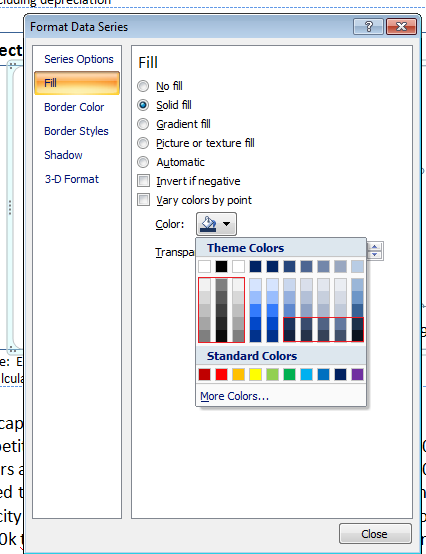 cluding depreciation
Format Data Series
ect
Series Options
Fill
Border Color
Border Styles
Shadow
3-D Format
Fill
No fill
Solid fill
Gradient fill
Picture or texture fill
Automatic
Invert if negative
Vary colors by point
Color:
Transpa
Theme Colors
Standard Colors
More Colors...
Close
e: E
lcula
cap
petit
rs a
ed t
city
0k t